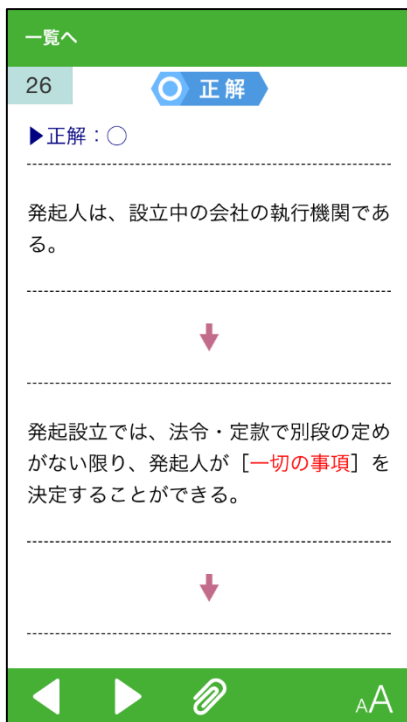 一覧へ
26
正解
▶正解：○
発起人は、設立中の会社の執行機関であ
る。
発起設立では、法令・定款で別段の定め
がない限り、発起人が［一切の事項］を
決定することができる。
AA